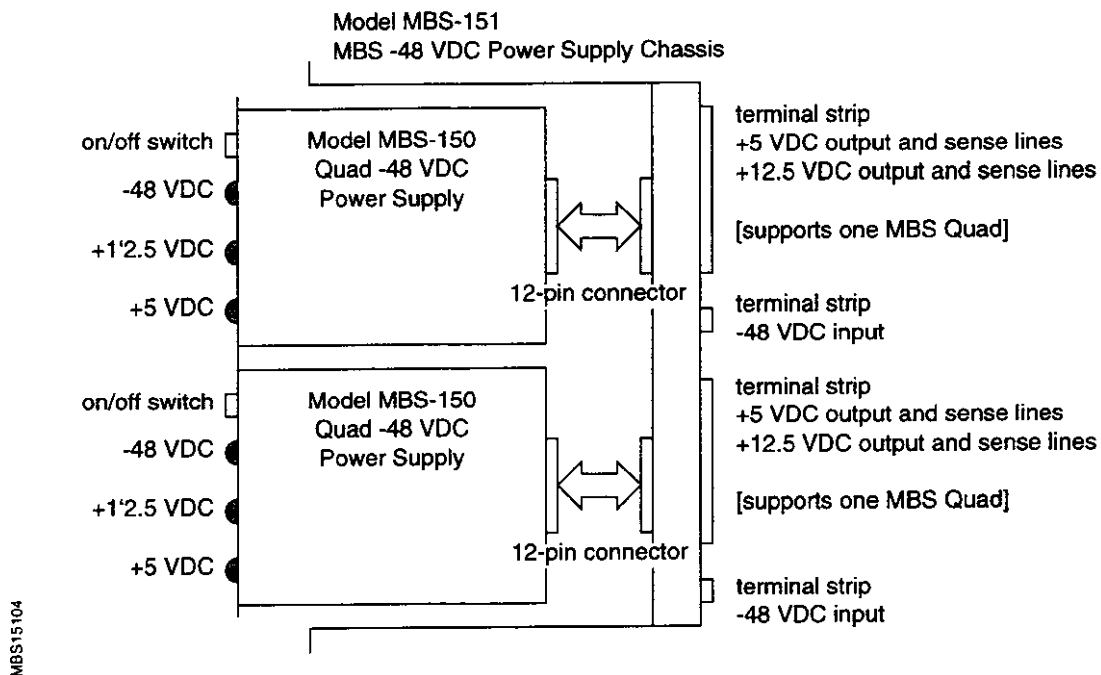 Model MBS-151
MBS -48 VDC Power Supply Chassis
on/off switch
-48 VDC
+1'2.5 VDC
+5 VDC
Model MBS-150
Quad -48 VDC
Power Supply
12-pin connector
terminal strip
+5 VDC output and sense lines
+12.5 VDC output and sense lines
[supports one MBS Quad]
terminal strip
-48 VDC input
on/off switch
-48 VDC
+1'2.5 VDC
+5 VDC
Model MBS-150
Quad -48 VDC
Power Supply
12-pin connector
terminal strip
+5 VDC output and sense lines
+12.5 VDC output and sense lines
[supports one MBS Quad]
terminal strip
-48 VDC input
MBS15104